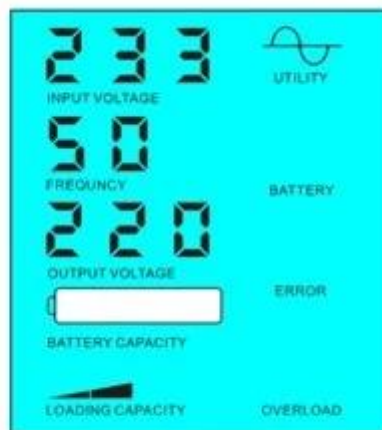 233
UTILITY
INPUT VOLTAGE
50
FREQUNCY
BATTERY
220
OUTPUT VOLTAGE
ERROR
BATTERY CAPACITY
LOADING CAPACITY
OVERLOAD